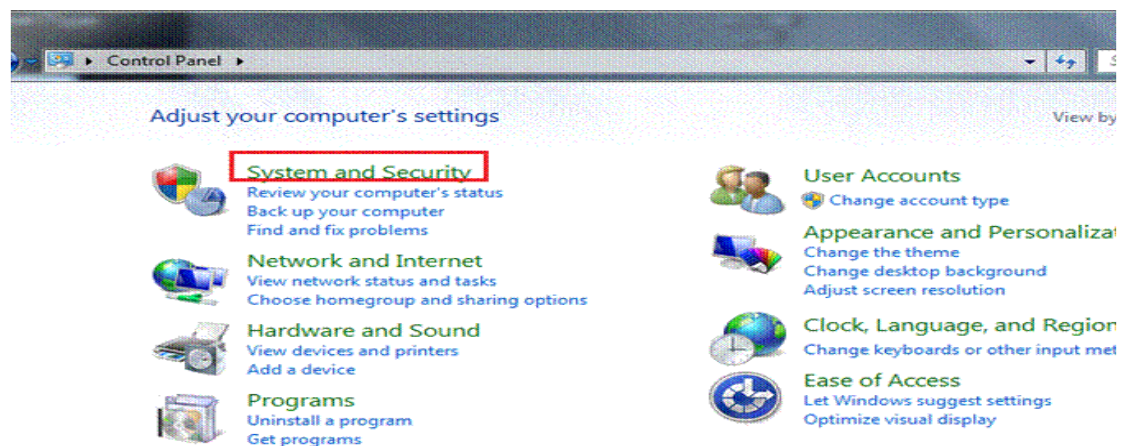 Control Panel
Adjust your computer's settings
View by
System and Security
Review your computer's status
Back up your computer
Find and fix problems
Network and Internet
View network status and tasks
Choose homegroup and sharing options
Hardware and Sound
View devices and printers
Add a device
Programs
Uninstall a program
Get programs
User Accounts
Change account type
Appearance and Personalizat
Change the theme
Change desktop background
Adjust screen resolution
Clock, Language, and Region
Change keyboards or other input met
Ease of Access
Let Windows suggest settings
Optimize visual display